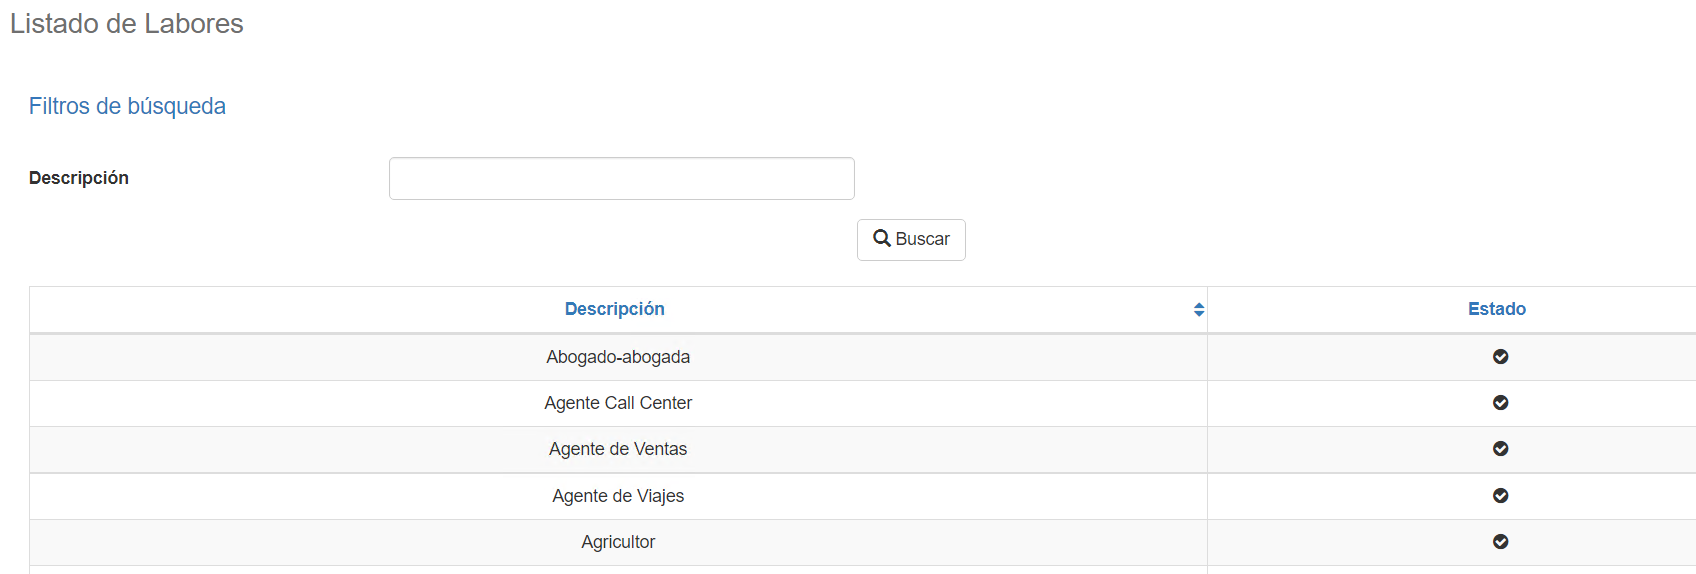 Listado de Labores
Filtros de búsqueda
Descripción
Buscar
Descripción Estado
Abogado-abogada
Agente Call Center
Agente de Ventas
Agente de Viajes
Agricultor